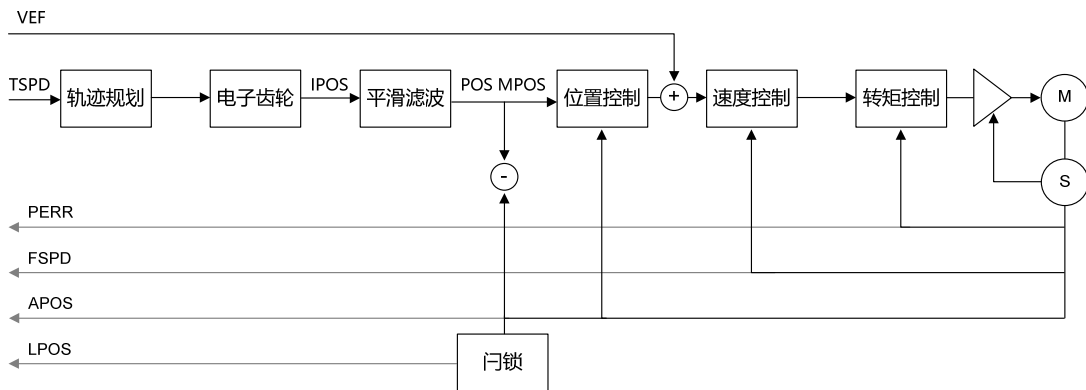 VEF
TSPD 轨迹规划 电子齿轮 IPOS 平滑滤波 POS MPOS 位置控制 + 速度控制 转矩控制 M
- S
PERR
FSPD
APOS
LPOS 闩锁